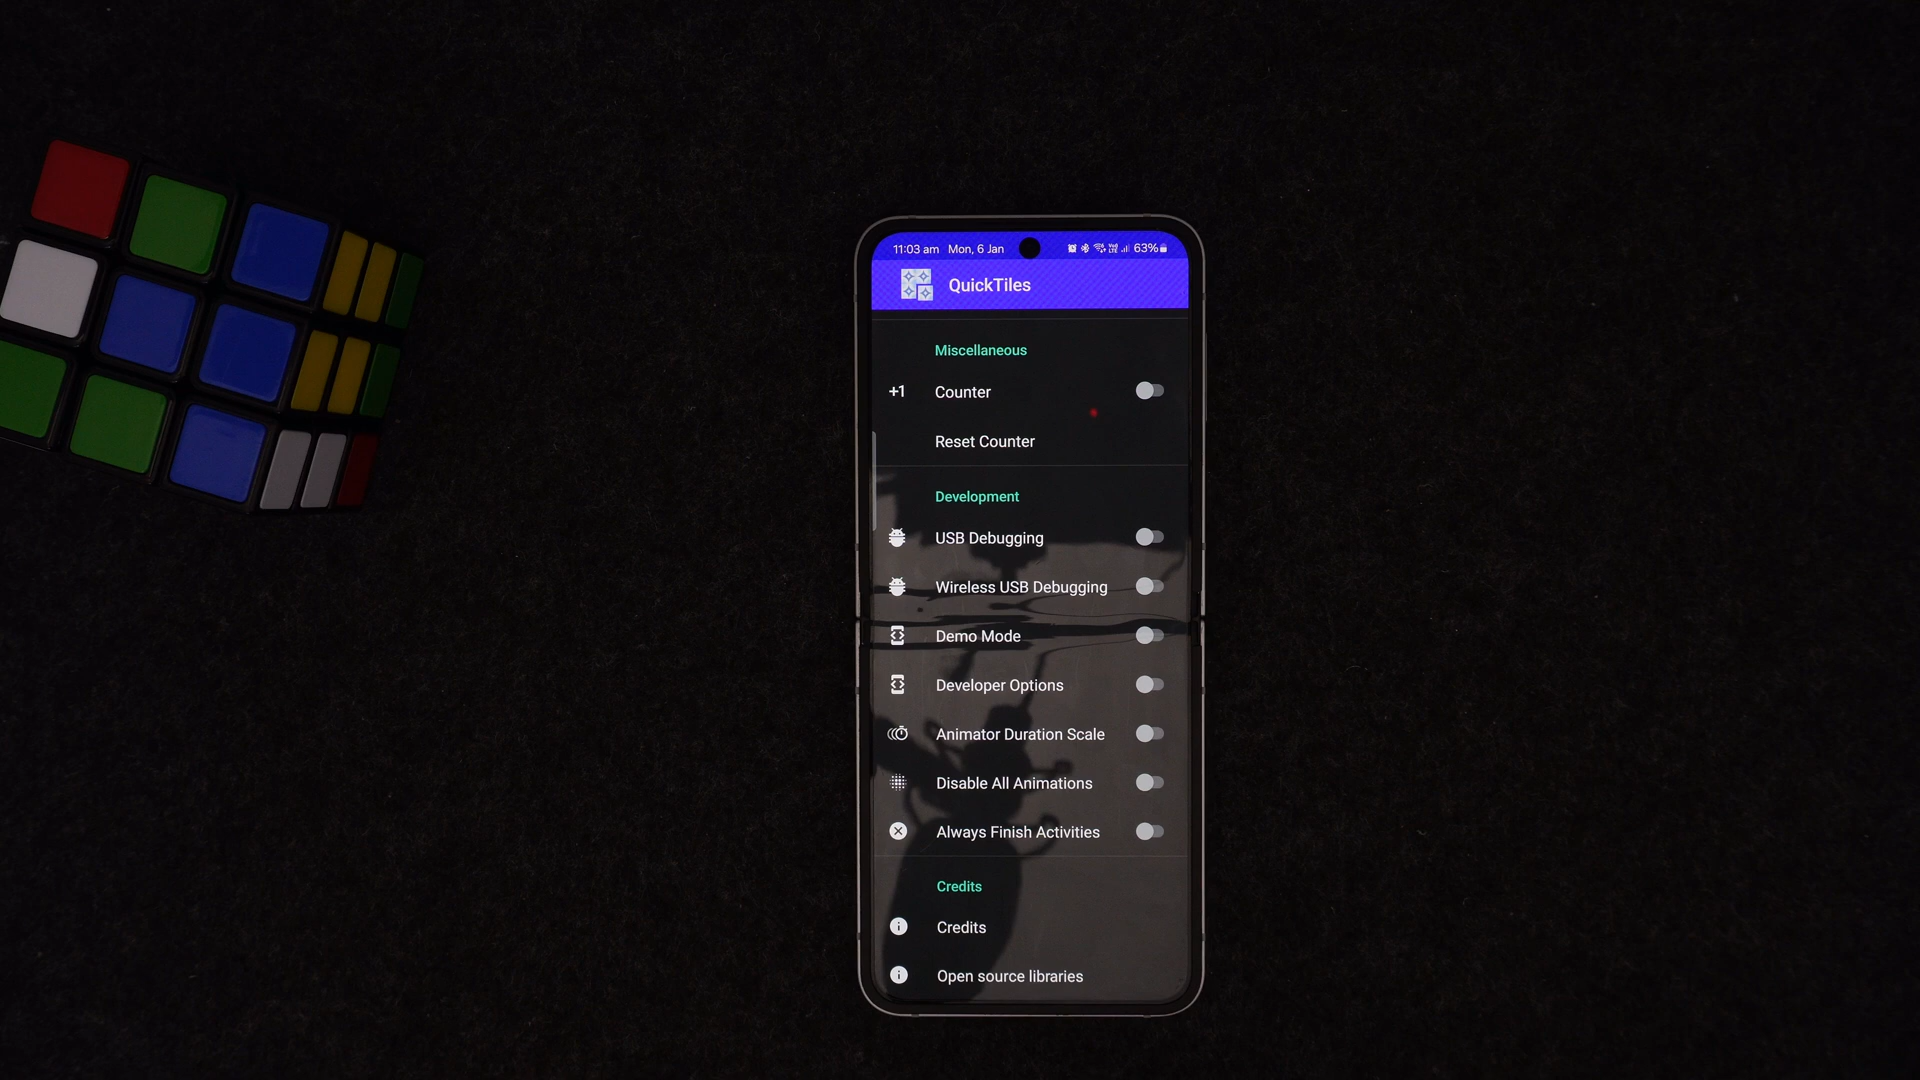 11:03 am Mon, 6 Jan 63%
QuickTiles
Miscellaneous
+1 Counter
Reset Counter
Development
USB Debugging
Wireless USB Debugging
Demo Mode
Developer Options
Animator Duration Scale
Disable All Animations
Always Finish Activities
Credits
Credits
Open source libraries